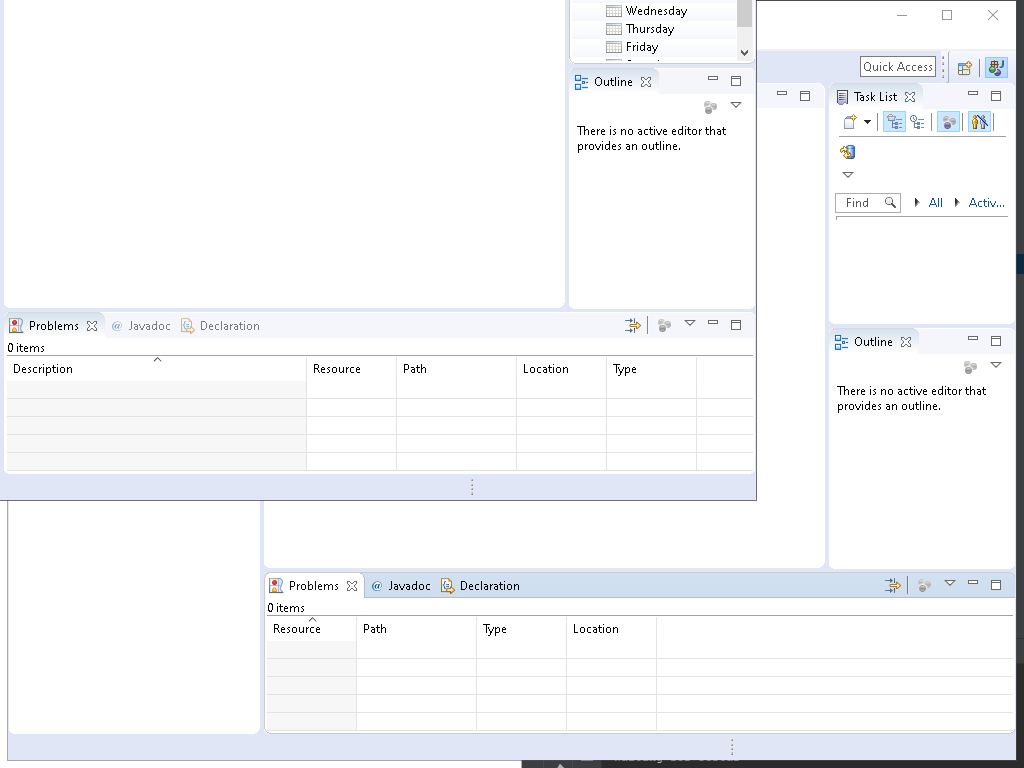 Wednesday
Thursday
Friday
Outline
There is no active editor that
provides an outline.
Quick Access
Task List
Find
All
Activ...
Problems
@ Javadoc
Declaration
0 items
Description
Resource
Path
Location
Type
Outline
There is no active editor that
provides an outline.
Problems
@ Javadoc
Declaration
0 items
Resource
Path
Type
Location